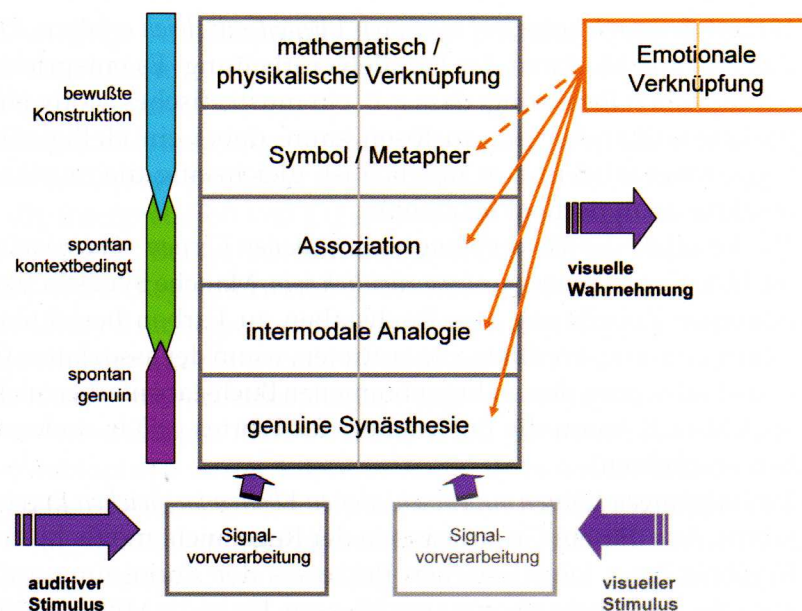 mathematisch /
physikalische Verknüpfung
Emotionale
Verknüpfung
bewußte
Konstruktion
Symbol / Metapher
spontan
kontextbedingt
Assoziation
visuelle
Wahrnehmung
intermodale Analogie
spontan
genuin
genuine Synästhesie
Signal-
vorverarbeitung
Signal-
vorverarbeitung
auditiver
Stimulus
visueller
Stimulus